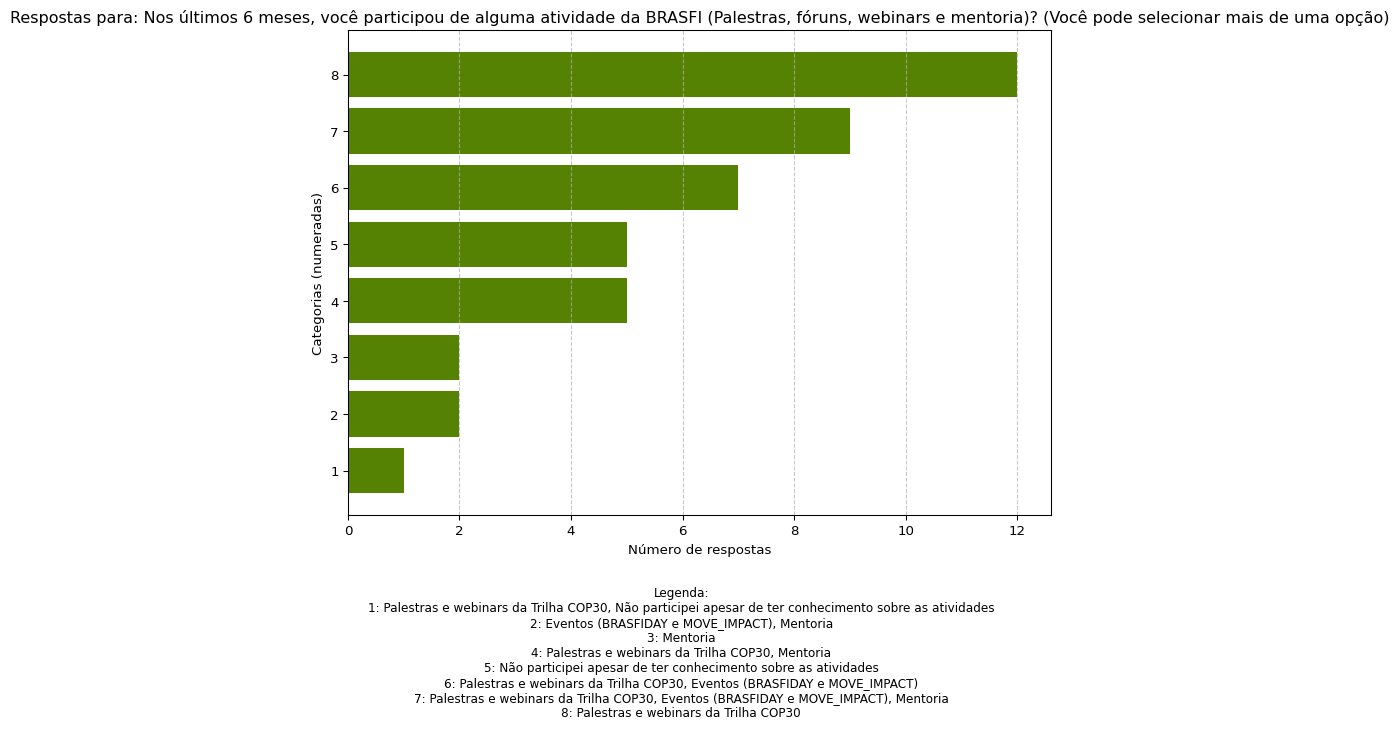 Respostas para: Nos últimos 6 meses, você participou de alguma atividade da BRASFI (Palestras, fóruns, webinars e mentoria)? (Você pode selecionar mais de uma opção)
8
7
6
5
4
3
2
1
Categorias (numeradas)
0 2 4 6 8 10 12
Número de respostas
Legenda:
1: Palestras e webinars da Trilha COP30, Não participei apesar de ter conhecimento sobre as atividades
2: Eventos (BRASFIDAY e MOVE_IMPACT), Mentoria
3: Mentoria
4: Palestras e webinars da Trilha COP30, Mentoria
5: Não participei apesar de ter conhecimento sobre as atividades
6: Palestras e webinars da Trilha COP30, Eventos (BRASFIDAY e MOVE_IMPACT)
7: Palestras e webinars da Trilha COP30, Eventos (BRASFIDAY e MOVE_IMPACT), Mentoria
8: Palestras e webinars da Trilha COP30